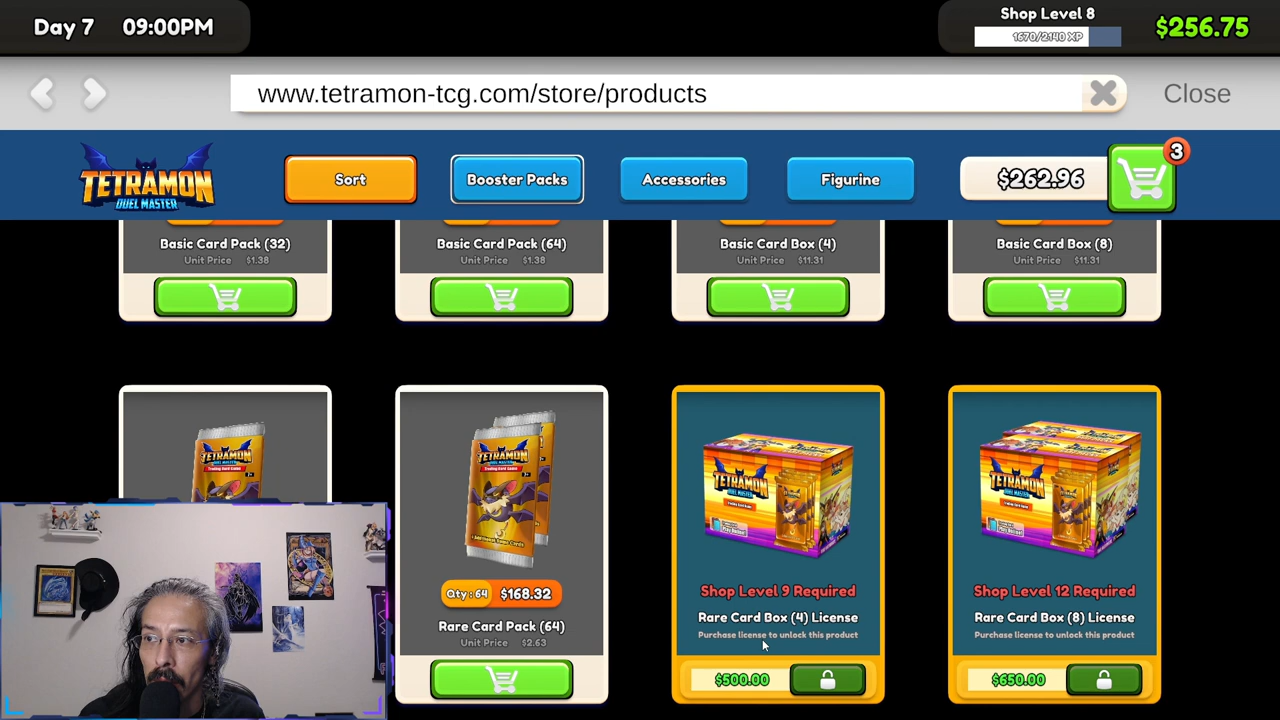 Day 7 09:00PM
Shop Level 8
1670/2140 XP
$256.75
www.tetramon-tcg.com/store/products
Close
TETRAMON
DUEL MASTER
Sort
Booster Packs
Accessories
Figurine
$262.96
3
Basic Card Pack (32)
Unit Price $1.38
Basic Card Pack (64)
Unit Price $1.38
Basic Card Box (4)
Unit Price $11.31
Basic Card Box (8)
Unit Price $11.31
TETRAMON
TETRAMON
Qty : 64 $168.32
Rare Card Pack (64)
Unit Price $2.63
TETRAMON
Shop Level 9 Required
Rare Card Box (4) License
Purchase license to unlock this product
$500.00
TETRAMON
Shop Level 12 Required
Rare Card Box (8) License
Purchase license to unlock this product
$650.00